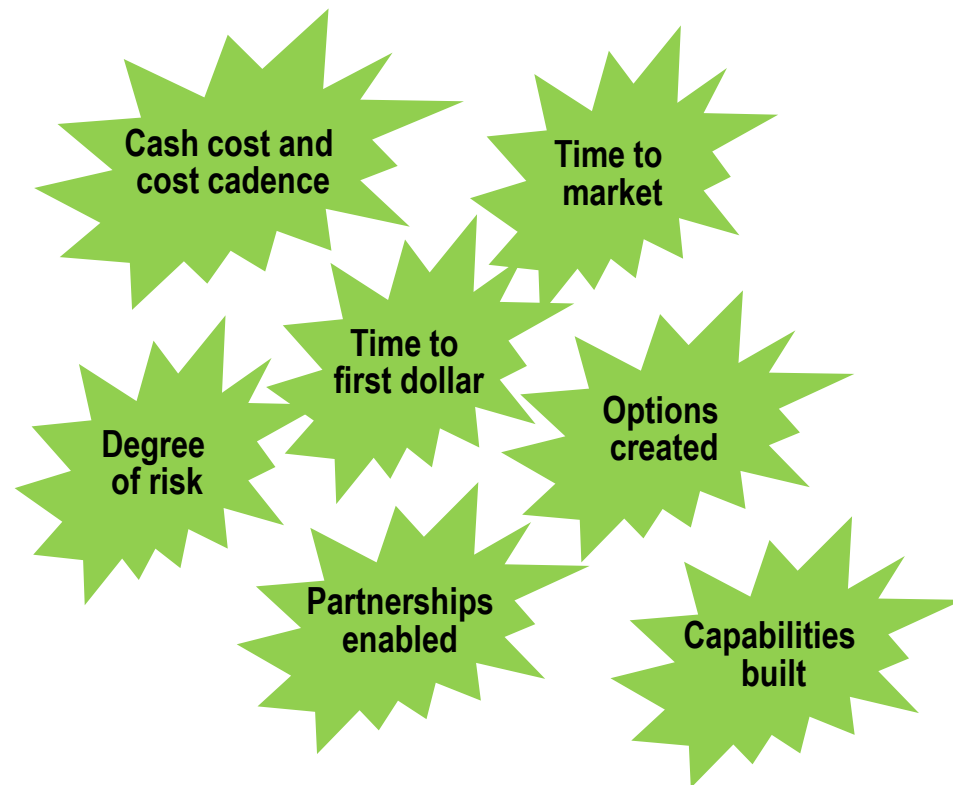 Cash cost and
cost cadence
Time to
market
Time to
first dollar
Options
created
Degree
of risk
Partnerships
enabled
Capabilities
built